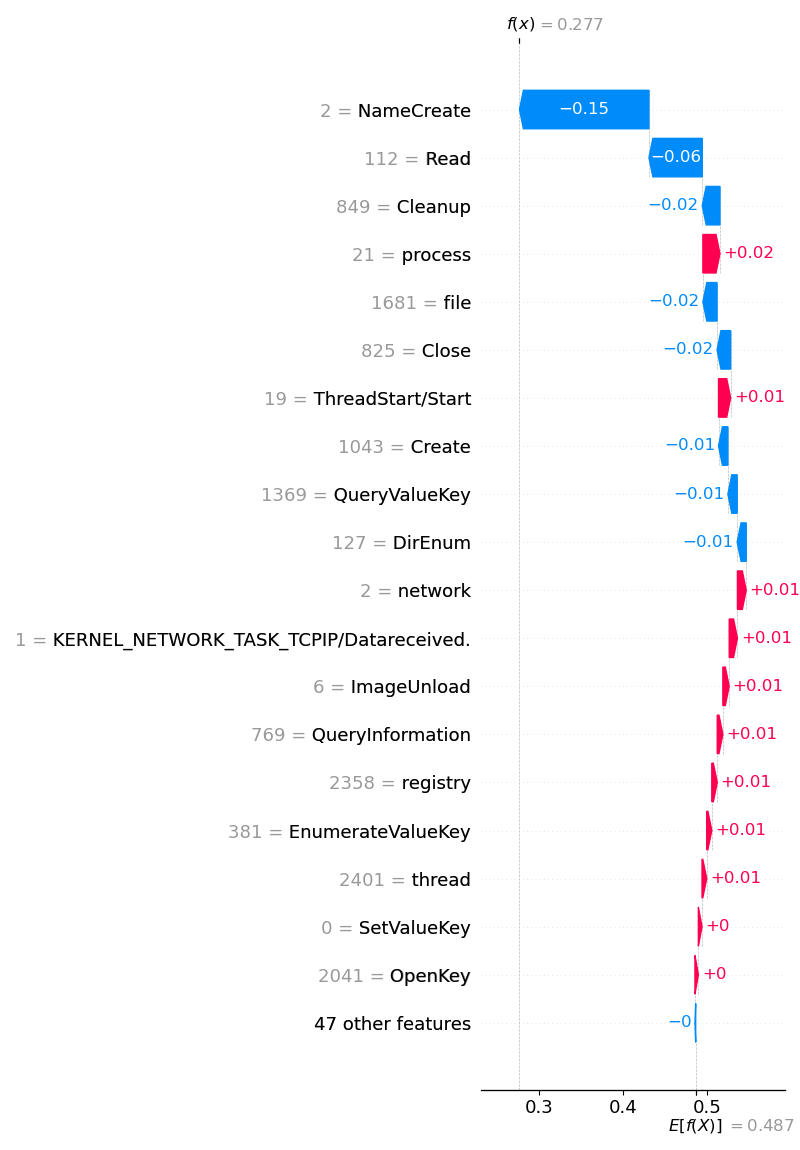 f(x) = 0.277
2 = NameCreate −0.15
112 = Read −0.06
849 = Cleanup −0.02
21 = process +0.02
1681 = file −0.02
825 = Close −0.02
19 = ThreadStart/Start +0.01
1043 = Create −0.01
1369 = QueryValueKey −0.01
127 = DirEnum −0.01
2 = network +0.01
1 = KERNEL_NETWORK_TASK_TCPIP/Datareceived. +0.01
6 = ImageUnload +0.01
769 = QueryInformation +0.01
2358 = registry +0.01
381 = EnumerateValueKey +0.01
2401 = thread +0.01
0 = SetValueKey +0
2041 = OpenKey +0
47 other features −0
0.3 0.4 0.5
E[f(X)] = 0.487